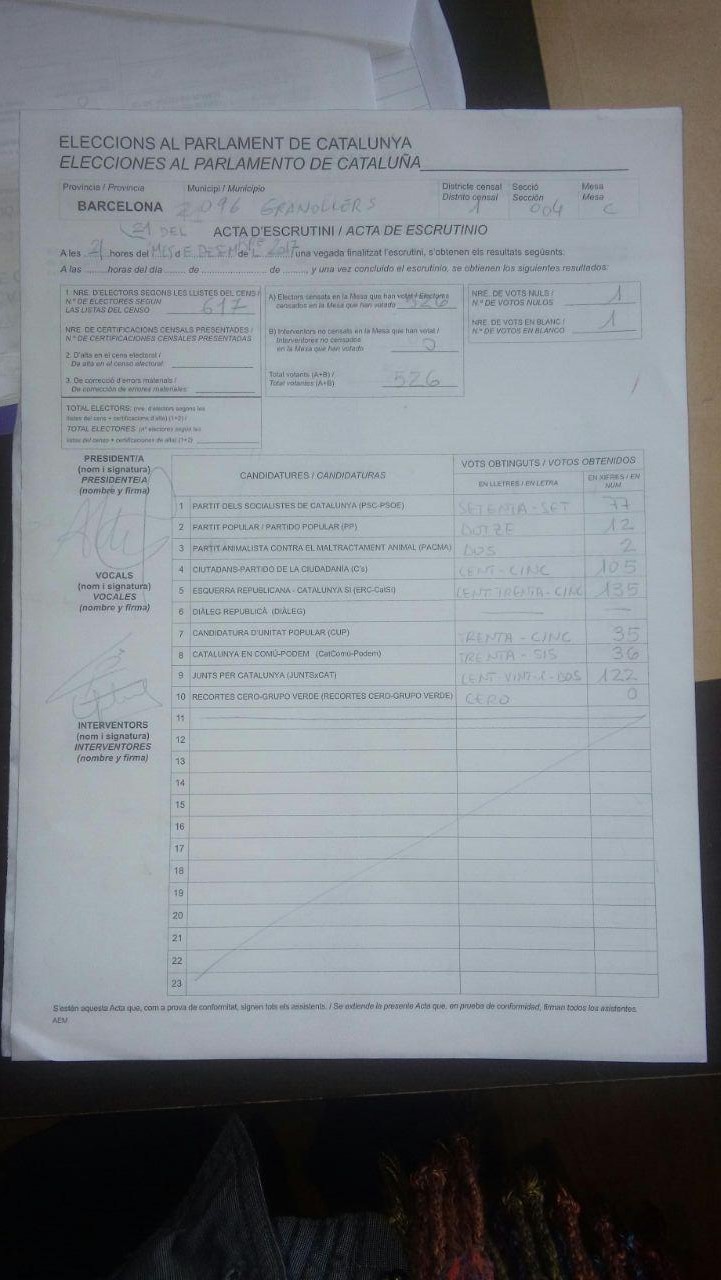 ELECCIONS AL PARLAMENT DE CATALUNYA
ELECCIONES AL PARLAMENTO DE CATALUÑA
Província / Provincia Municipi / Municipio Districte censal Secció Mesa
Distrito censal Sección Mesa
BARCELONA 2096 GRANOLLERS 1 004 C
21 DEL ACTA D'ESCRUTINI / ACTA DE ESCRUTINIO
A les 21 hores del MES DE DESEMBRE de L 2017 una vegada finalitzat l'escrutini, s'obtenen els resultats següents:
A las ........ horas del día ........ de ........ de ........, y una vez concluido el escrutinio, se obtienen los siguientes resultados:
1. NRE. D'ELECTORS SEGONS LES LLISTES DEL CENS /
N.º DE ELECTORES SEGÚN
LAS LISTAS DEL CENSO 617
NRE. DE CERTIFICACIONS CENSALS PRESENTADES /
N.º DE CERTIFICACIONES CENSALES PRESENTADAS
2. D'alta en el cens electoral /
De alta en el censo electoral:
3. De correcció d'errors materials /
De corrección de errores materiales:
TOTAL ELECTORS: (nre. d'electors segons les
llistes del cens + certificacions d'alta) (1+2) /
TOTAL ELECTORES: (nº electores según las
listas del censo + certificaciones de alta) (1+2)
A) Electors censats en la Mesa que han votat / Electores
censados en la Mesa que han votado 526
B) Interventors no censats en la Mesa que han votat /
Interventores no censados
en la Mesa que han votado 0
Total votants (A+B) /
Total votantes (A+B) 526
NRE. DE VOTS NULS /
N.º DE VOTOS NULOS 1
NRE. DE VOTS EN BLANC /
N.º DE VOTOS EN BLANCO 1
PRESIDENT/A
(nom i signatura)
PRESIDENTE/A
(nombre y firma)
VOCALS
(nom i signatura)
VOCALES
(nombre y firma)
INTERVENTORS
(nom i signatura)
INTERVENTORES
(nombre y firma)
CANDIDATURES / CANDIDATURAS VOTS OBTINGUTS / VOTOS OBTENIDOS
EN LLETRES / EN LETRA EN XIFRES / EN NÚM
1 PARTIT DELS SOCIALISTES DE CATALUNYA (PSC-PSOE) SETENTA-SET 77
2 PARTIT POPULAR / PARTIDO POPULAR (PP) DOTZE 12
3 PARTIT ANIMALISTA CONTRA EL MALTRACTAMENT ANIMAL (PACMA) DOS 2
4 CIUTADANS-PARTIDO DE LA CIUDADANÍA (C's) CENT-CINC 105
5 ESQUERRA REPUBLICANA - CATALUNYA SÍ (ERC-CatSí) CENT TRENTA-CINC 135
6 DIÀLEG REPUBLICÀ (DIÀLEG) — —
7 CANDIDATURA D'UNITAT POPULAR (CUP) TRENTA-CINC 35
8 CATALUNYA EN COMÚ-PODEM (CatComú-Podem) TRENTA-SIS 36
9 JUNTS PER CATALUNYA (JUNTSxCAT) CENT VINT-I-DOS 122
10 RECORTES CERO-GRUPO VERDE (RECORTES CERO-GRUPO VERDE) CERO 0
11
12
13
14
15
16
17
18
19
20
21
22
23
S'estén aquesta Acta que, com a prova de conformitat, signen tots els assistents. / Se extiende la presente Acta que, en prueba de conformidad, firman todos los asistentes.
AEM